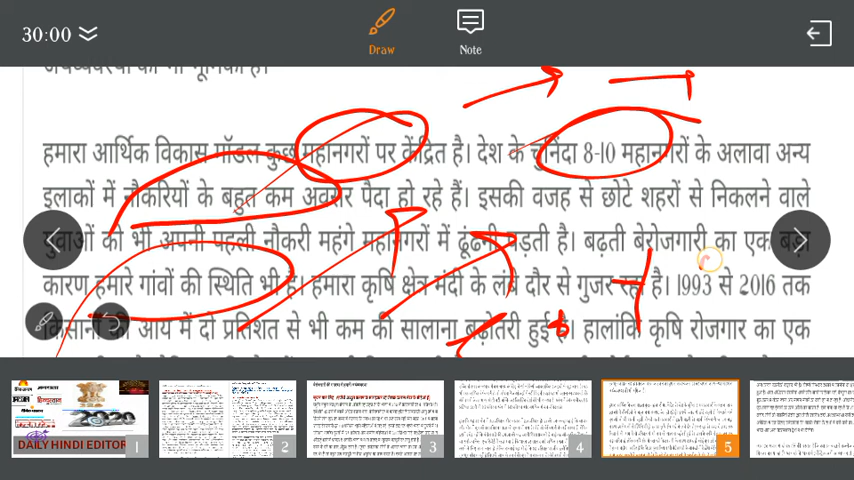 30:00
Draw
Note
हमारा आर्थिक विकास मॉडल कुछ महानगरों पर केंद्रित है। देश के चुनिंदा 8-10 महानगरों के अलावा अन्य
इलाकों में नौकरियों के बहुत कम अवसर पैदा हो रहे हैं। इसकी वजह से छोटे शहरों से निकलने वाले
युवाओं को भी अपनी पहली नौकरी महंगे महानगरों में ढूंढनी पड़ती है। बढ़ती बेरोजगारी का एक बड़ा
कारण हमारे गांवों की स्थिति भी है। हमारा कृषि क्षेत्र मंदी के लंबे दौर से गुजर रहा है। 1993 से 2016 तक
किसानों की आय में दो प्रतिशत से भी कम की सालाना बढ़ोतरी हुई है। हालांकि कृषि रोजगार का एक
DAILY HINDI EDITOR
1
2
3
4
5